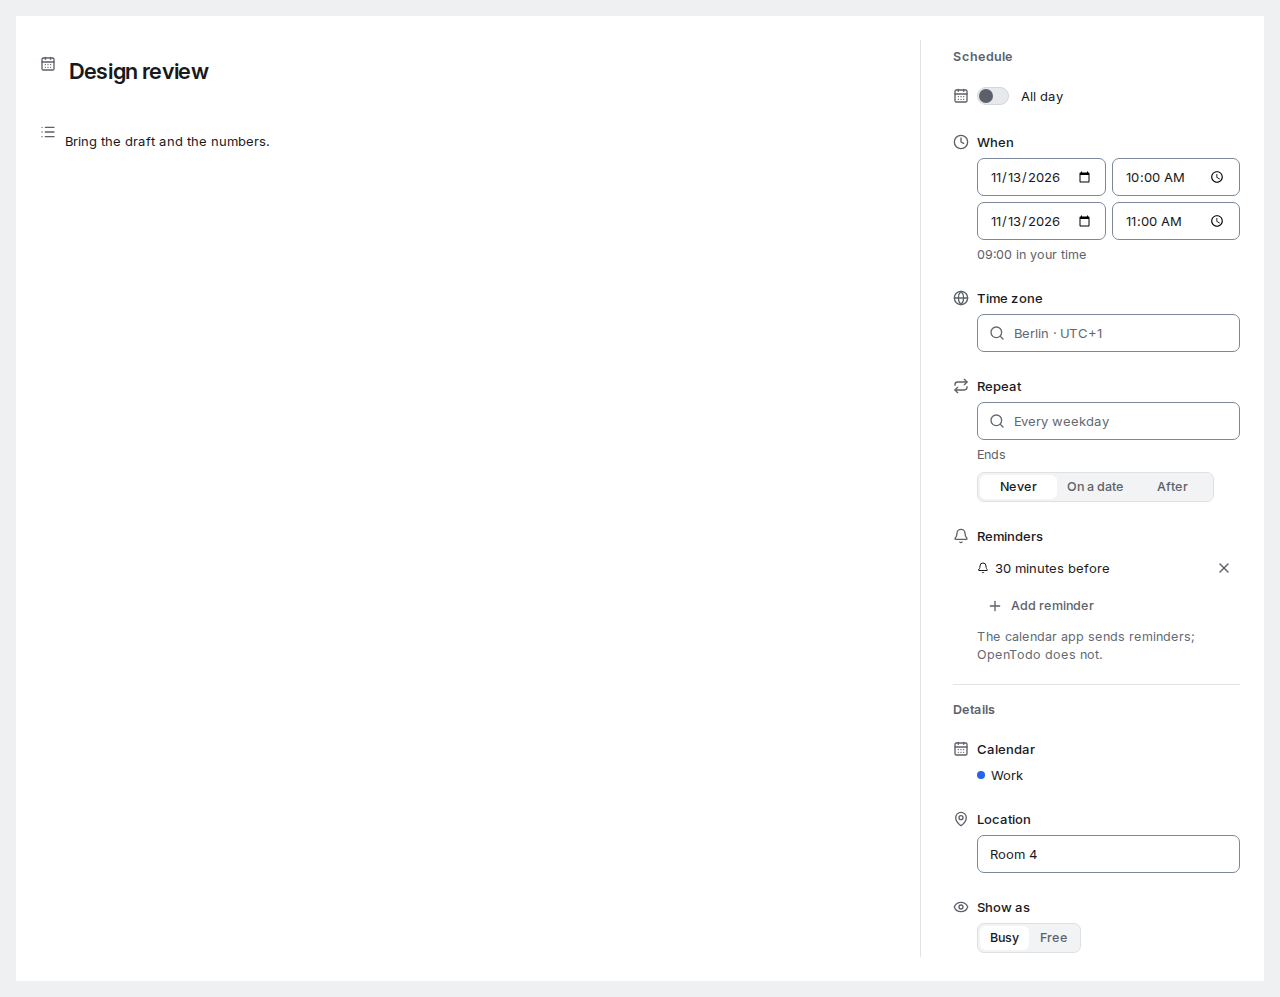 Design review
Bring the draft and the numbers.
Schedule
All day
When
11/13/2026 10:00 AM
11/13/2026 11:00 AM
09:00 in your time
Time zone
Berlin · UTC+1
Repeat
Every weekday
Ends
Never On a date After
Reminders
30 minutes before
Add reminder
The calendar app sends reminders;
OpenTodo does not.
Details
Calendar
Work
Location
Room 4
Show as
Busy Free